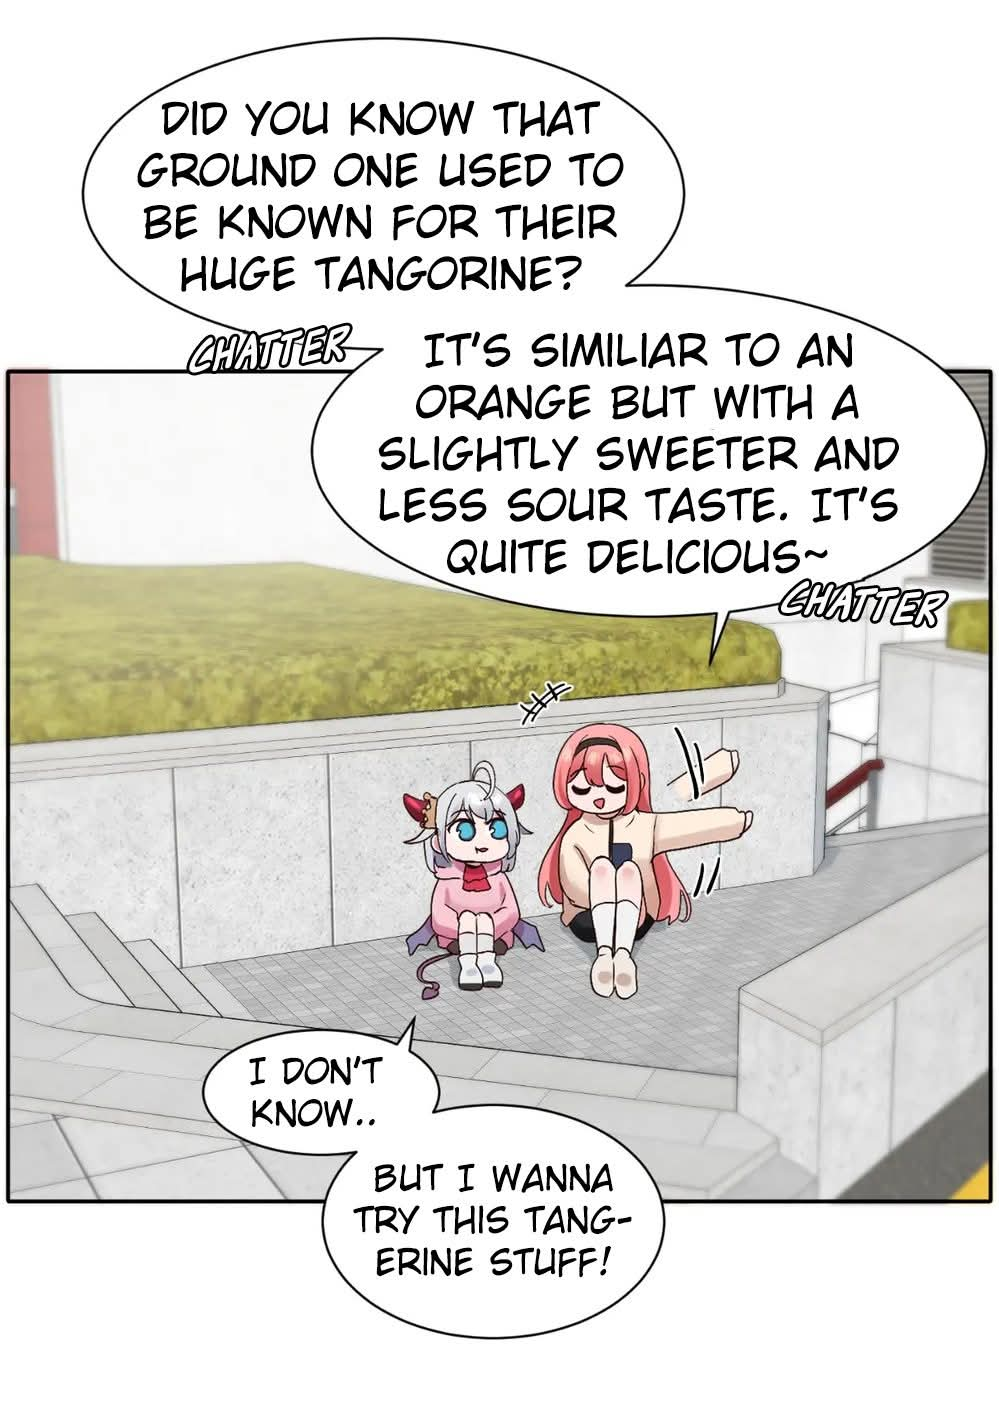 DID YOU KNOW THAT
GROUND ONE USED TO
BE KNOWN FOR THEIR
HUGE TANGORINE?
CHATTER
IT'S SIMILIAR TO AN
ORANGE BUT WITH A
SLIGHTLY SWEETER AND
LESS SOUR TASTE. IT'S
QUITE DELICIOUS~
CHATTER
I DON'T
KNOW..
BUT I WANNA
TRY THIS TANG-
ERINE STUFF!